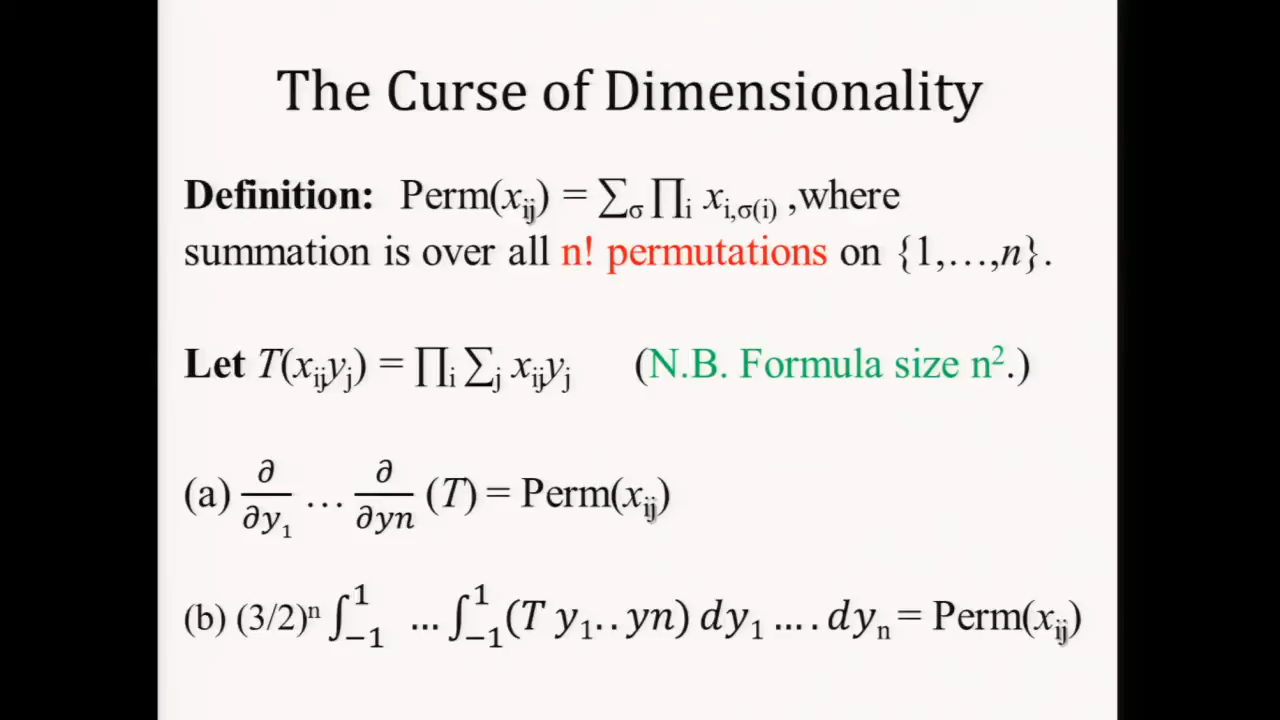 The Curse of Dimensionality
Definition: Perm(xᵢⱼ) = ∑σ ∏ᵢ xᵢ,σ(ᵢ) ,where
summation is over all n! permutations on {1,…,n}.
Let T(xᵢⱼyⱼ) = ∏ᵢ ∑ⱼ xᵢⱼyⱼ (N.B. Formula size n².)
(a) ∂/∂y₁ … ∂/∂yn (T) = Perm(xᵢⱼ)
(b) (3/2)ⁿ ∫₋₁¹ … ∫₋₁¹ (T y₁..yn) dy₁ …. dyₙ = Perm(xᵢⱼ)